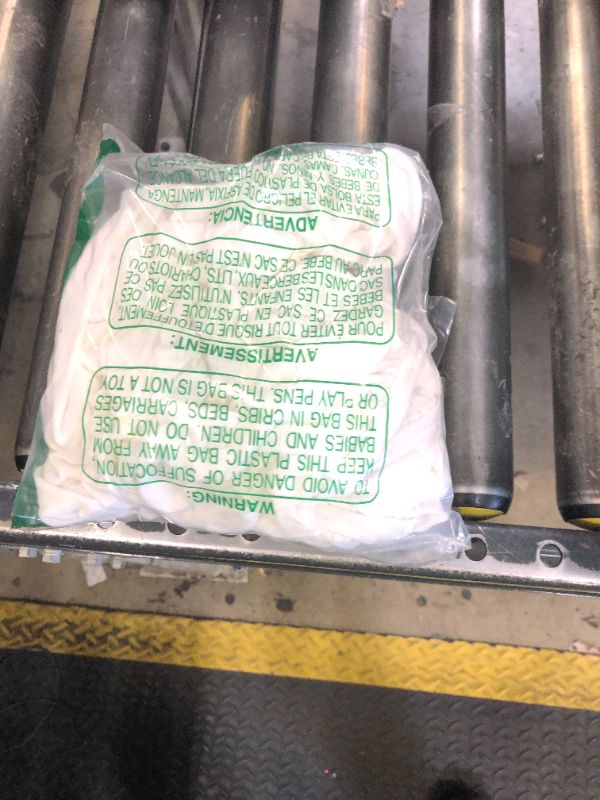 WARNING:
TO AVOID DANGER OF SUFFOCATION,
KEEP THIS PLASTIC BAG AWAY FROM
BABIES AND CHILDREN. DO NOT USE
THIS BAG IN CRIBS, BEDS, CARRIAGES
OR PLAY PENS. THIS BAG IS NOT A TOY.
AVERTISSEMENT:
POUR EVITER TOUT RISQUE D'ETOUFFEMENT,
GARDEZ CE SAC EN PLASTIQUE LOIN DES
BEBES ET LES ENFANTS. N'UTILISEZ PAS CE
SAC DANS LES BERCEAUX, LITS, CHARIOTS OU
BEBE. CE SAC N'EST PAS UN JOUET.
ADVERTENCIA:
PARA EVITAR EL PELIGRO DE ASFIXIA, MANTENGA
ESTA BOLSA DE PLASTICO FUERA DEL ALCANCE
DE BEBES Y NINOS. NO
CUNAS, CAMAS,